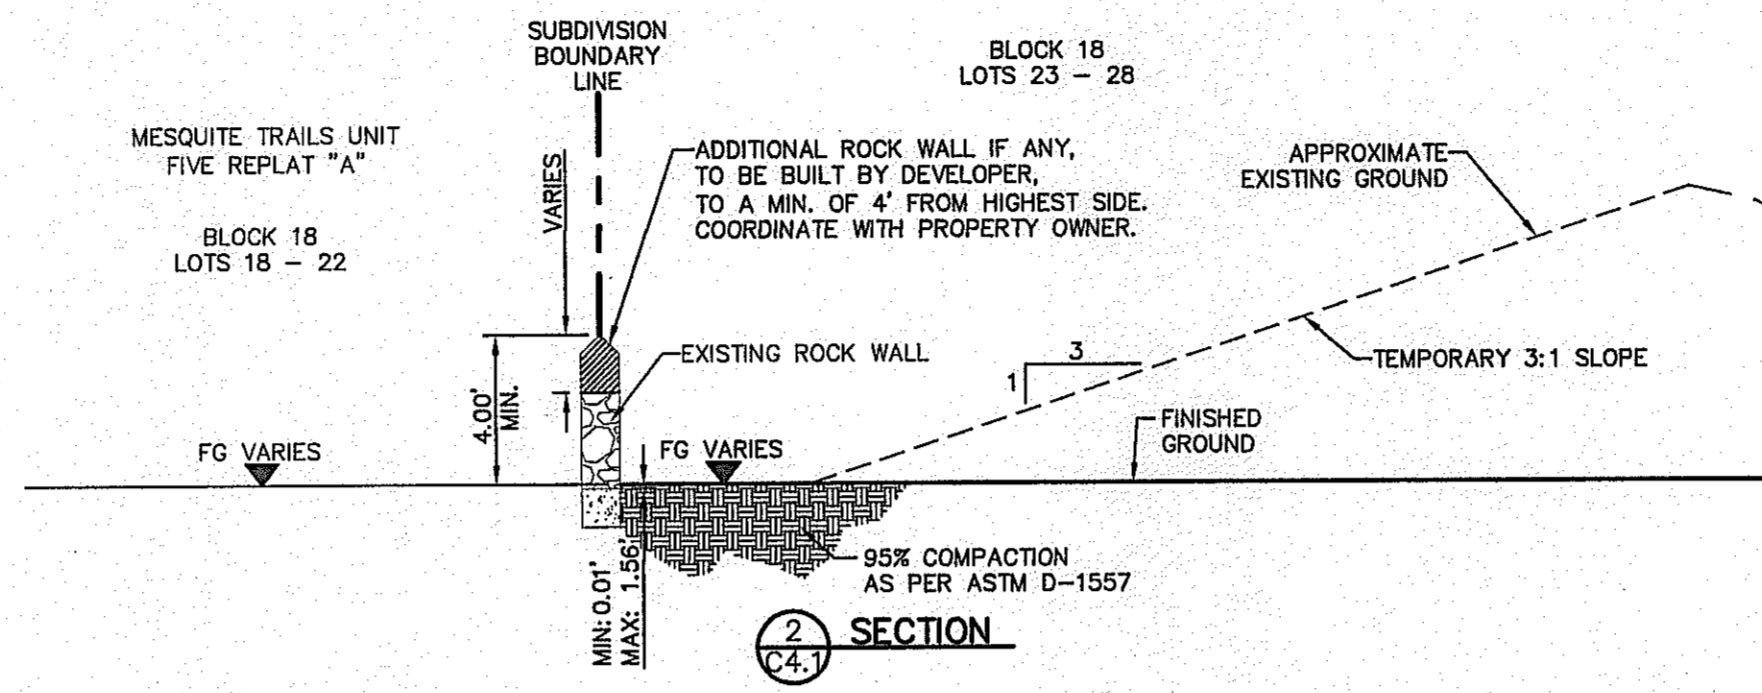 SUBDIVISION
BOUNDARY
LINE
BLOCK 18
LOTS 23 - 28
MESQUITE TRAILS UNIT
FIVE REPLAT "A"
BLOCK 18
LOTS 18 - 22
VARIES
ADDITIONAL ROCK WALL IF ANY,
TO BE BUILT BY DEVELOPER,
TO A MIN. OF 4' FROM HIGHEST SIDE.
COORDINATE WITH PROPERTY OWNER.
APPROXIMATE
EXISTING GROUND
EXISTING ROCK WALL
3
1
TEMPORARY 3:1 SLOPE
4.00'
MIN.
FG VARIES
FG VARIES
FINISHED
GROUND
MIN: 0.01'
MAX: 1.56'
95% COMPACTION
AS PER ASTM D-1557
2
C4.1
SECTION